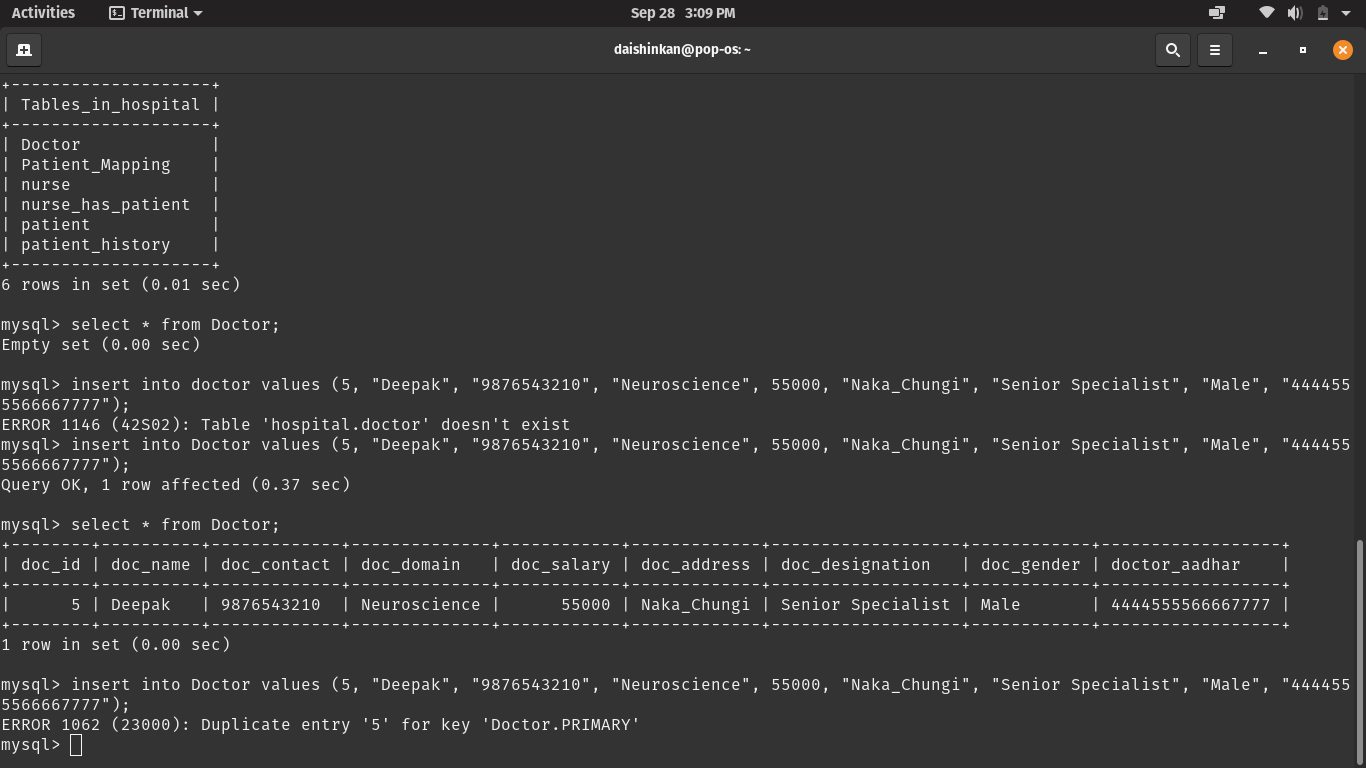 Activities Terminal Sep 28 3:09 PM
daishinkan@pop-os: ~
+--------------------+
| Tables_in_hospital |
+--------------------+
| Doctor             |
| Patient_Mapping    |
| nurse              |
| nurse_has_patient  |
| patient            |
| patient_history    |
+--------------------+
6 rows in set (0.01 sec)
mysql> select * from Doctor;
Empty set (0.00 sec)
mysql> insert into doctor values (5, "Deepak", "9876543210", "Neuroscience", 55000, "Naka_Chungi", "Senior Specialist", "Male", "444455
5566667777");
ERROR 1146 (42S02): Table 'hospital.doctor' doesn't exist
mysql> insert into Doctor values (5, "Deepak", "9876543210", "Neuroscience", 55000, "Naka_Chungi", "Senior Specialist", "Male", "444455
5566667777");
Query OK, 1 row affected (0.37 sec)
mysql> select * from Doctor;
+--------+----------+-------------+--------------+------------+-------------+-------------------+------------+------------------+
| doc_id | doc_name | doc_contact | doc_domain   | doc_salary | doc_address | doc_designation   | doc_gender | doctor_aadhar    |
+--------+----------+-------------+--------------+------------+-------------+-------------------+------------+------------------+
|      5 | Deepak   | 9876543210  | Neuroscience |      55000 | Naka_Chungi | Senior Specialist | Male       | 4444555566667777 |
+--------+----------+-------------+--------------+------------+-------------+-------------------+------------+------------------+
1 row in set (0.00 sec)
mysql> insert into Doctor values (5, "Deepak", "9876543210", "Neuroscience", 55000, "Naka_Chungi", "Senior Specialist", "Male", "444455
5566667777");
ERROR 1062 (23000): Duplicate entry '5' for key 'Doctor.PRIMARY'
mysql>